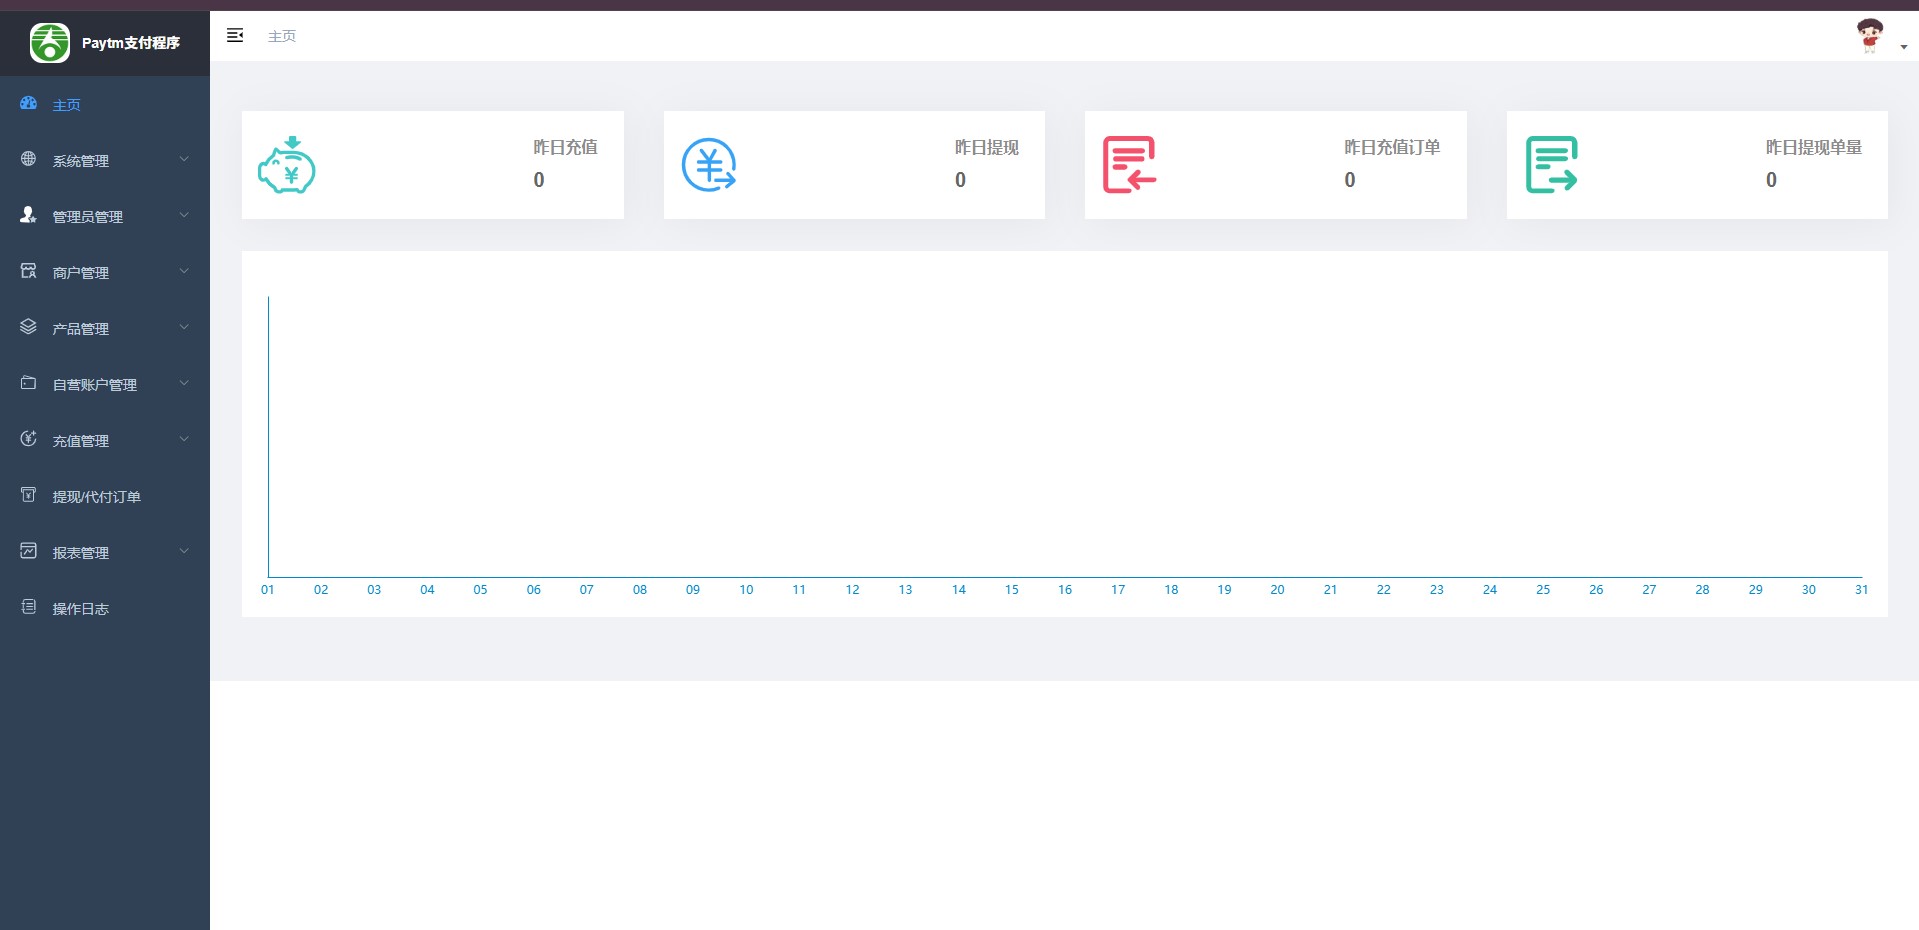 Paytm支付程序
主页
主页
系统管理
管理员管理
商户管理
产品管理
自营账户管理
充值管理
提现/代付订单
报表管理
操作日志
昨日充值
0
昨日提现
0
昨日充值订单
0
昨日提现单量
0
01 02 03 04 05 06 07 08 09 10 11 12 13 14 15 16 17 18 19 20 21 22 23 24 25 26 27 28 29 30 31